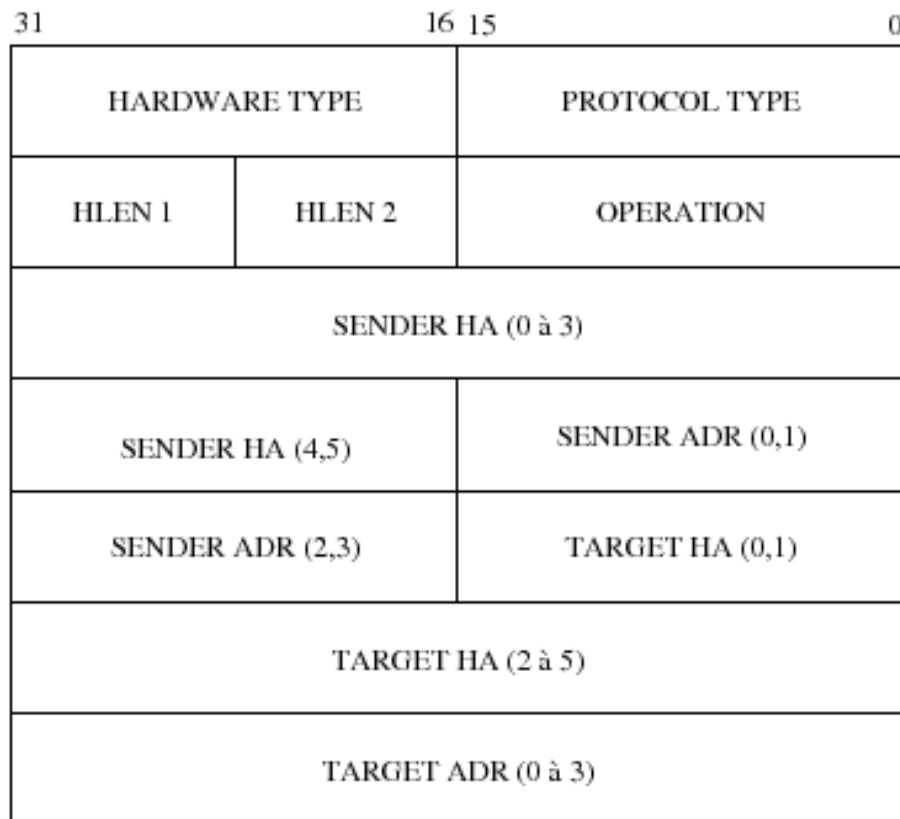 31 16 15 0
HARDWARE TYPE PROTOCOL TYPE
HLEN 1 HLEN 2 OPERATION
SENDER HA (0 à 3)
SENDER HA (4,5) SENDER ADR (0,1)
SENDER ADR (2,3) TARGET HA (0,1)
TARGET HA (2 à 5)
TARGET ADR (0 à 3)